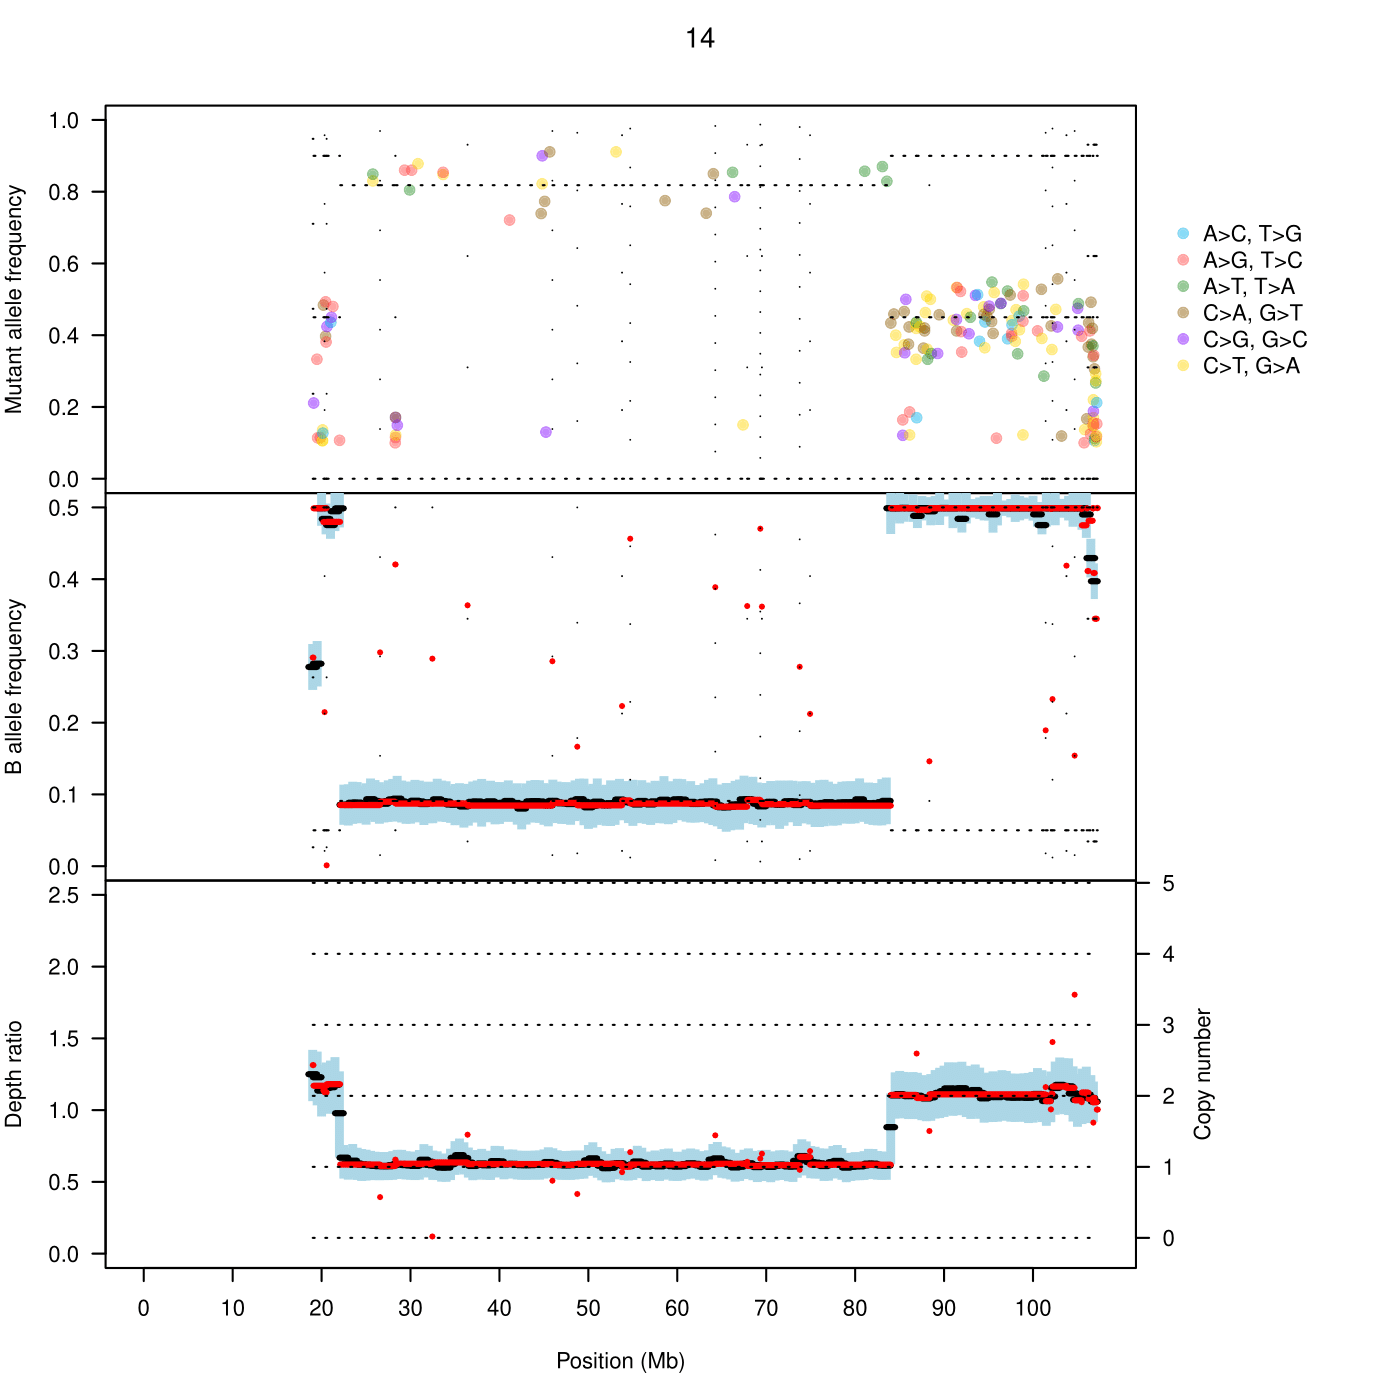 14
Mutant allele frequency
1.0
0.8
0.6
0.4
0.2
0.0
A>C, T>G
A>G, T>C
A>T, T>A
C>A, G>T
C>G, G>C
C>T, G>A
B allele frequency
0.5
0.4
0.3
0.2
0.1
0.0
Depth ratio
2.5
2.0
1.5
1.0
0.5
0.0
5
4
3
2
1
0
Copy number
0 10 20 30 40 50 60 70 80 90 100
Position (Mb)